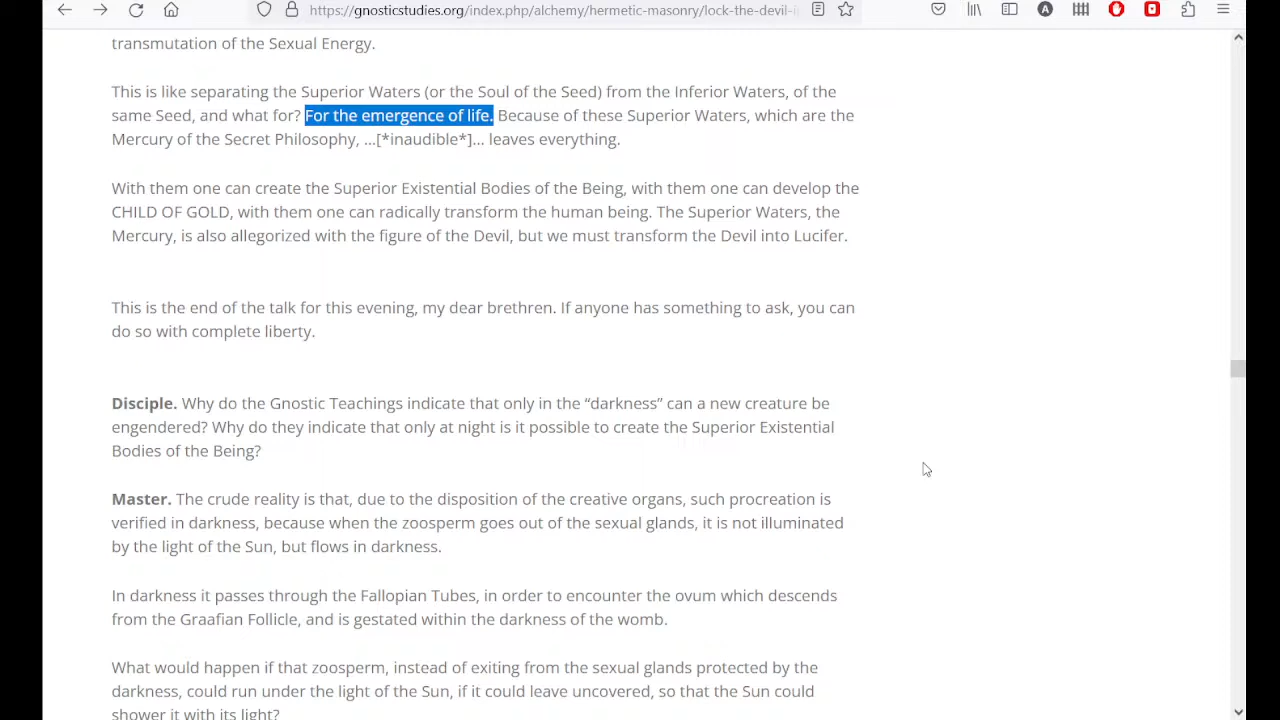 https://gnosticstudies.org/index.php/alchemy/hermetic-masonry/lock-the-devil-i
transmutation of the Sexual Energy.
This is like separating the Superior Waters (or the Soul of the Seed) from the Inferior Waters, of the
same Seed, and what for? For the emergence of life. Because of these Superior Waters, which are the
Mercury of the Secret Philosophy, ...[*inaudible*]... leaves everything.
With them one can create the Superior Existential Bodies of the Being, with them one can develop the
CHILD OF GOLD, with them one can radically transform the human being. The Superior Waters, the
Mercury, is also allegorized with the figure of the Devil, but we must transform the Devil into Lucifer.
This is the end of the talk for this evening, my dear brethren. If anyone has something to ask, you can
do so with complete liberty.
Disciple. Why do the Gnostic Teachings indicate that only in the “darkness” can a new creature be
engendered? Why do they indicate that only at night is it possible to create the Superior Existential
Bodies of the Being?
Master. The crude reality is that, due to the disposition of the creative organs, such procreation is
verified in darkness, because when the zoosperm goes out of the sexual glands, it is not illuminated
by the light of the Sun, but flows in darkness.
In darkness it passes through the Fallopian Tubes, in order to encounter the ovum which descends
from the Graafian Follicle, and is gestated within the darkness of the womb.
What would happen if that zoosperm, instead of exiting from the sexual glands protected by the
darkness, could run under the light of the Sun, if it could leave uncovered, so that the Sun could
shower it with its light?